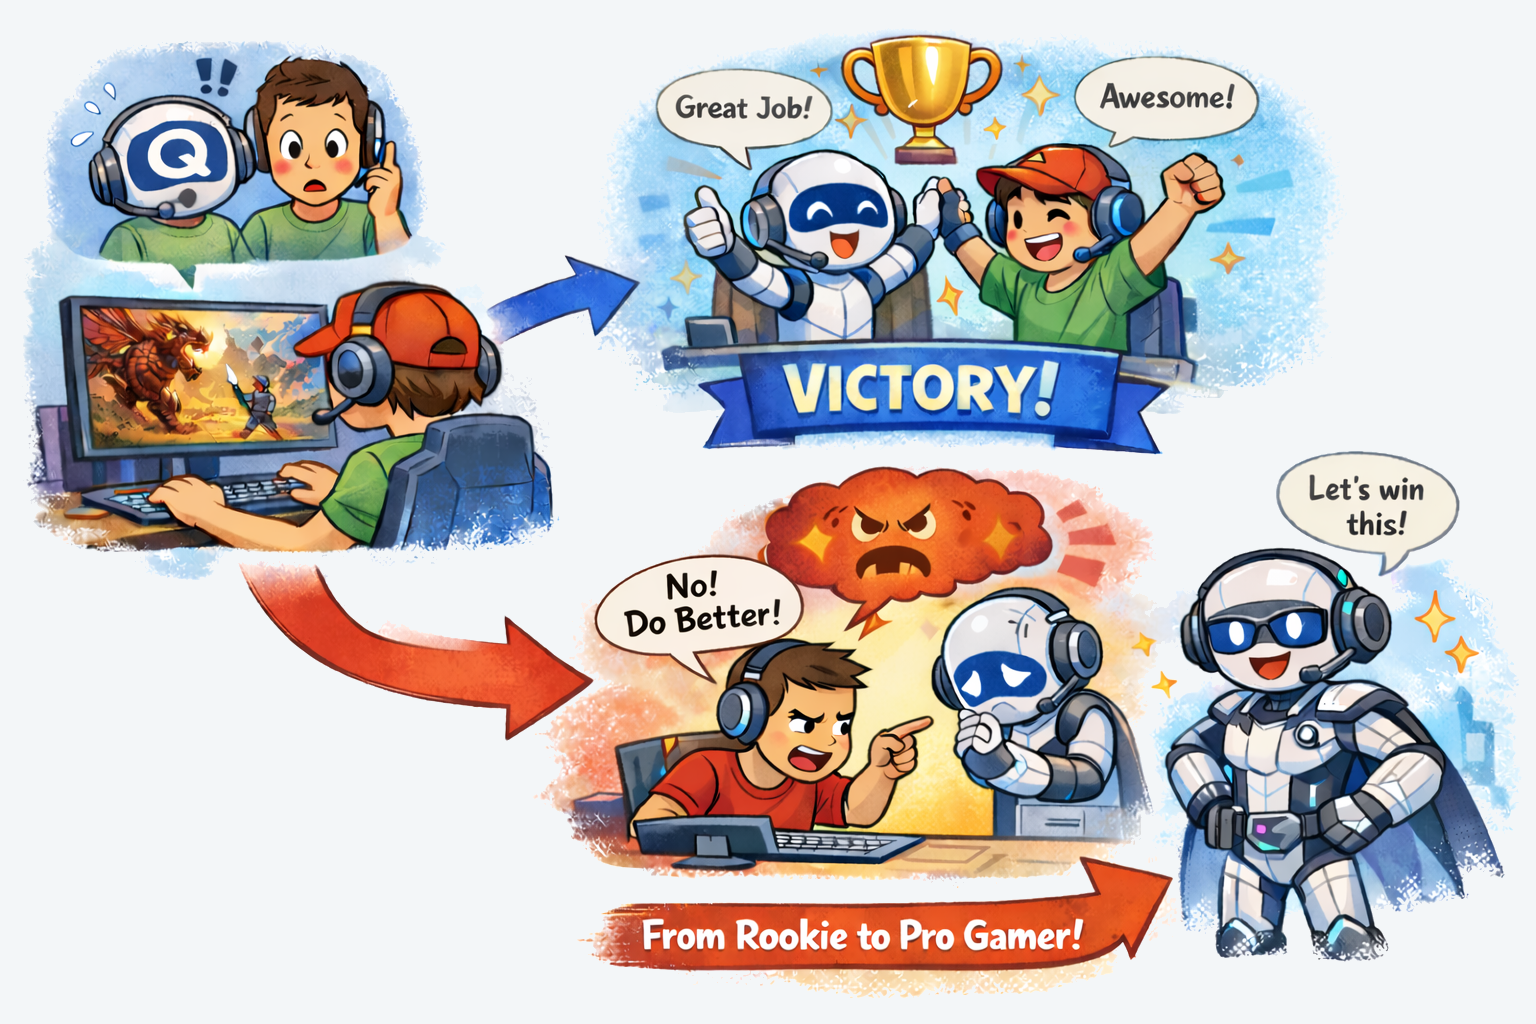 !!
Q
Great Job!
Awesome!
VICTORY!
No!
Do Better!
Let's win
this!
From Rookie to Pro Gamer!